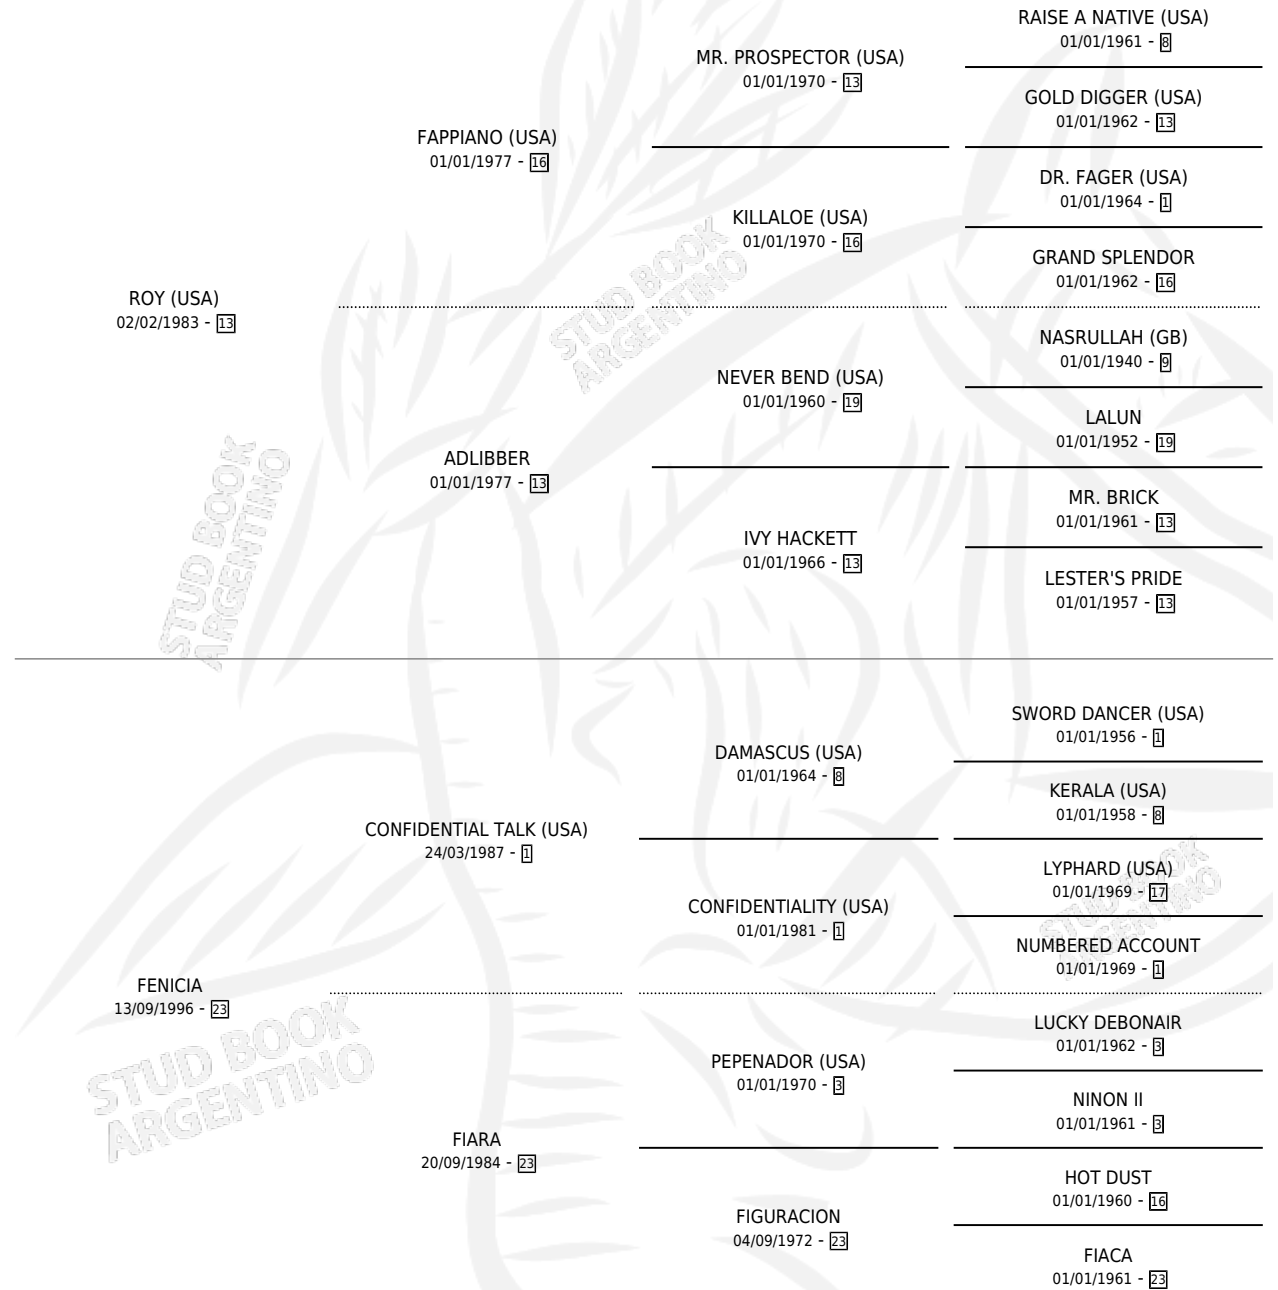 RAISE A NATIVE (USA)
01/01/1961 - 8
MR. PROSPECTOR (USA)
01/01/1970 - 13
GOLD DIGGER (USA)
01/01/1962 - 13
FAPPIANO (USA)
01/01/1977 - 16
DR. FAGER (USA)
01/01/1964 - 1
KILLALOE (USA)
01/01/1970 - 16
GRAND SPLENDOR
01/01/1962 - 16
ROY (USA)
02/02/1983 - 13
NASRULLAH (GB)
01/01/1940 - 9
NEVER BEND (USA)
01/01/1960 - 19
LALUN
01/01/1952 - 19
ADLIBBER
01/01/1977 - 13
MR. BRICK
01/01/1961 - 13
IVY HACKETT
01/01/1966 - 13
LESTER'S PRIDE
01/01/1957 - 13
SWORD DANCER (USA)
01/01/1956 - 1
DAMASCUS (USA)
01/01/1964 - 8
KERALA (USA)
01/01/1958 - 8
CONFIDENTIAL TALK (USA)
24/03/1987 - 1
LYPHARD (USA)
01/01/1969 - 17
CONFIDENTIALITY (USA)
01/01/1981 - 1
NUMBERED ACCOUNT
01/01/1969 - 1
FENICIA
13/09/1996 - 23
LUCKY DEBONAIR
01/01/1962 - 3
PEPENADOR (USA)
01/01/1970 - 3
NINON II
01/01/1961 - 3
FIARA
20/09/1984 - 23
HOT DUST
01/01/1960 - 16
FIGURACION
04/09/1972 - 23
FIACA
01/01/1961 - 23
STUD BOOK
ARGENTINO
STUD BOOK
ARGENTINO
STUD BOOK
ARGENTINO
STUD BOOK
ARGENTINO